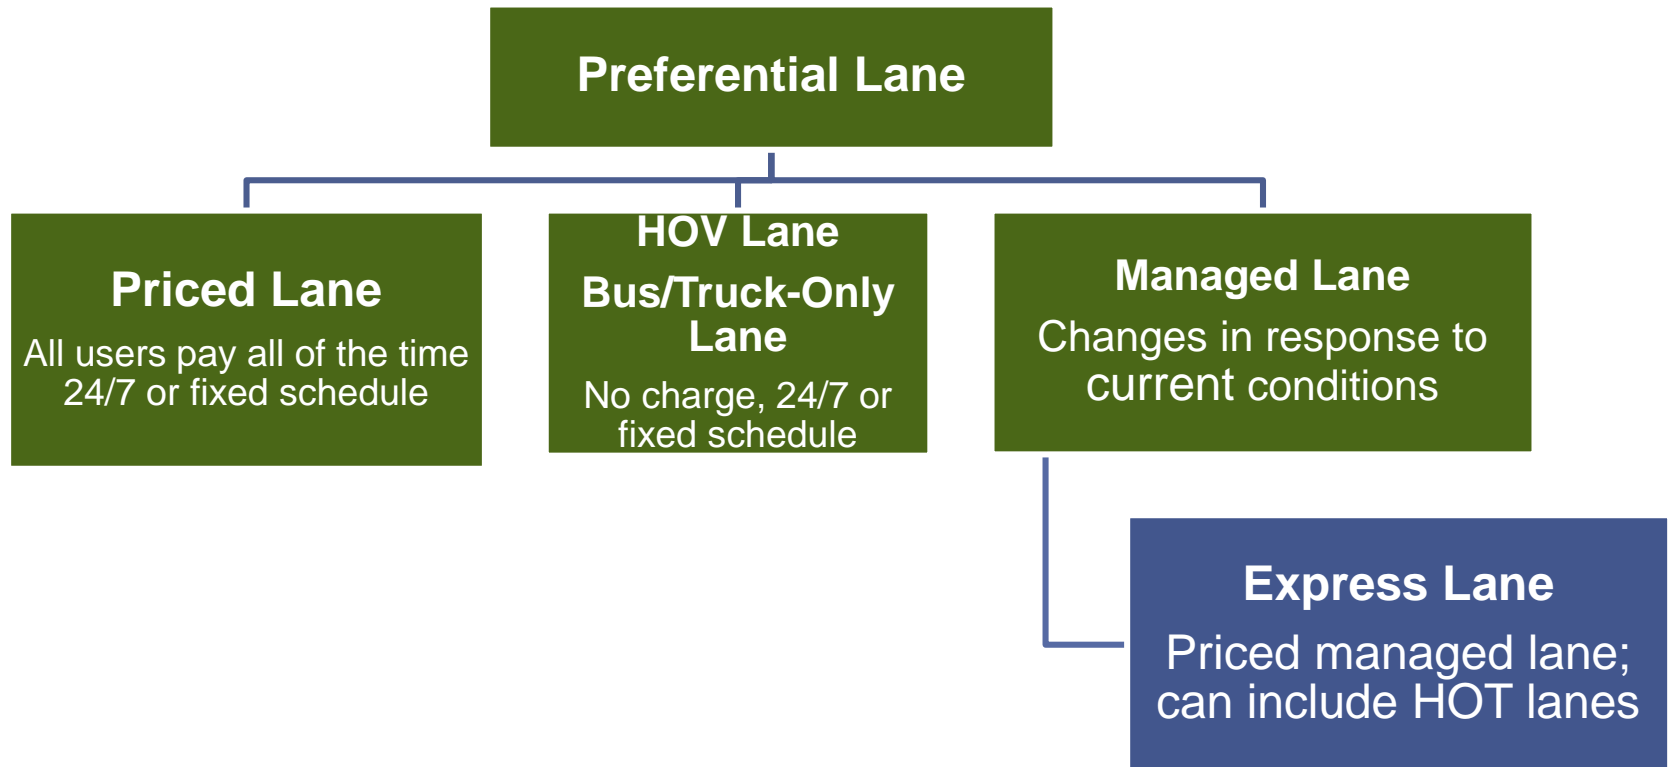 Preferential Lane
Priced Lane
All users pay all of the time
24/7 or fixed schedule
HOV Lane
Bus/Truck-Only
Lane
No charge, 24/7 or
fixed schedule
Managed Lane
Changes in response to
current conditions
Express Lane
Priced managed lane;
can include HOT lanes